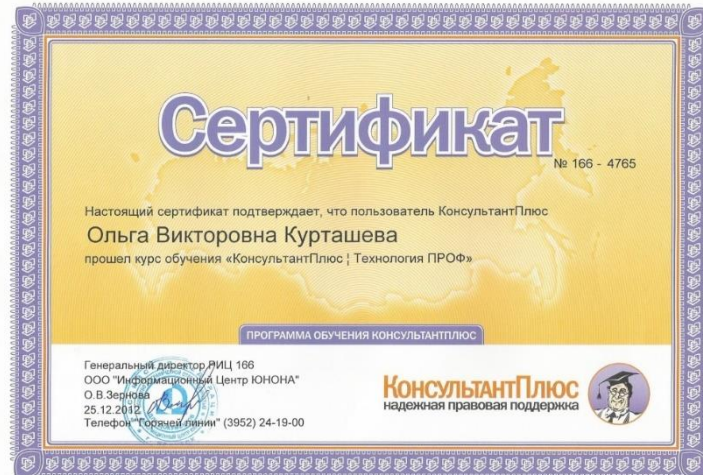 Сертификат
№ 166 - 4765
Настоящий сертификат подтверждает, что пользователь КонсультантПлюс
Ольга Викторовна Курташева
прошел курс обучения «КонсультантПлюс ¦ Технология ПРОФ»
ПРОГРАММА ОБУЧЕНИЯ КОНСУЛЬТАНТПЛЮС
Генеральный директор РИЦ 166
ООО "Информационный Центр ЮНОНА"
О.В.Зернова
25.12.2012
Телефон "Горячей линии" (3952) 24-19-00
КонсультантПлюс
надежная правовая поддержка